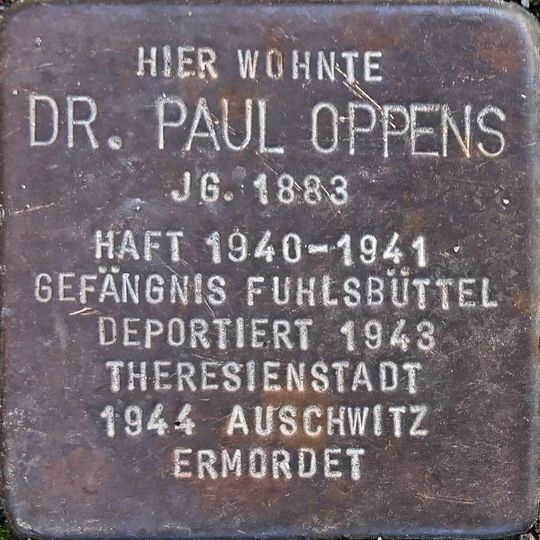 HIER WOHNTE
DR. PAUL OPPENS
JG. 1883
HAFT 1940-1941
GEFÄNGNIS FUHLSBÜTTEL
DEPORTIERT 1943
THERESIENSTADT
1944 AUSCHWITZ
ERMORDET